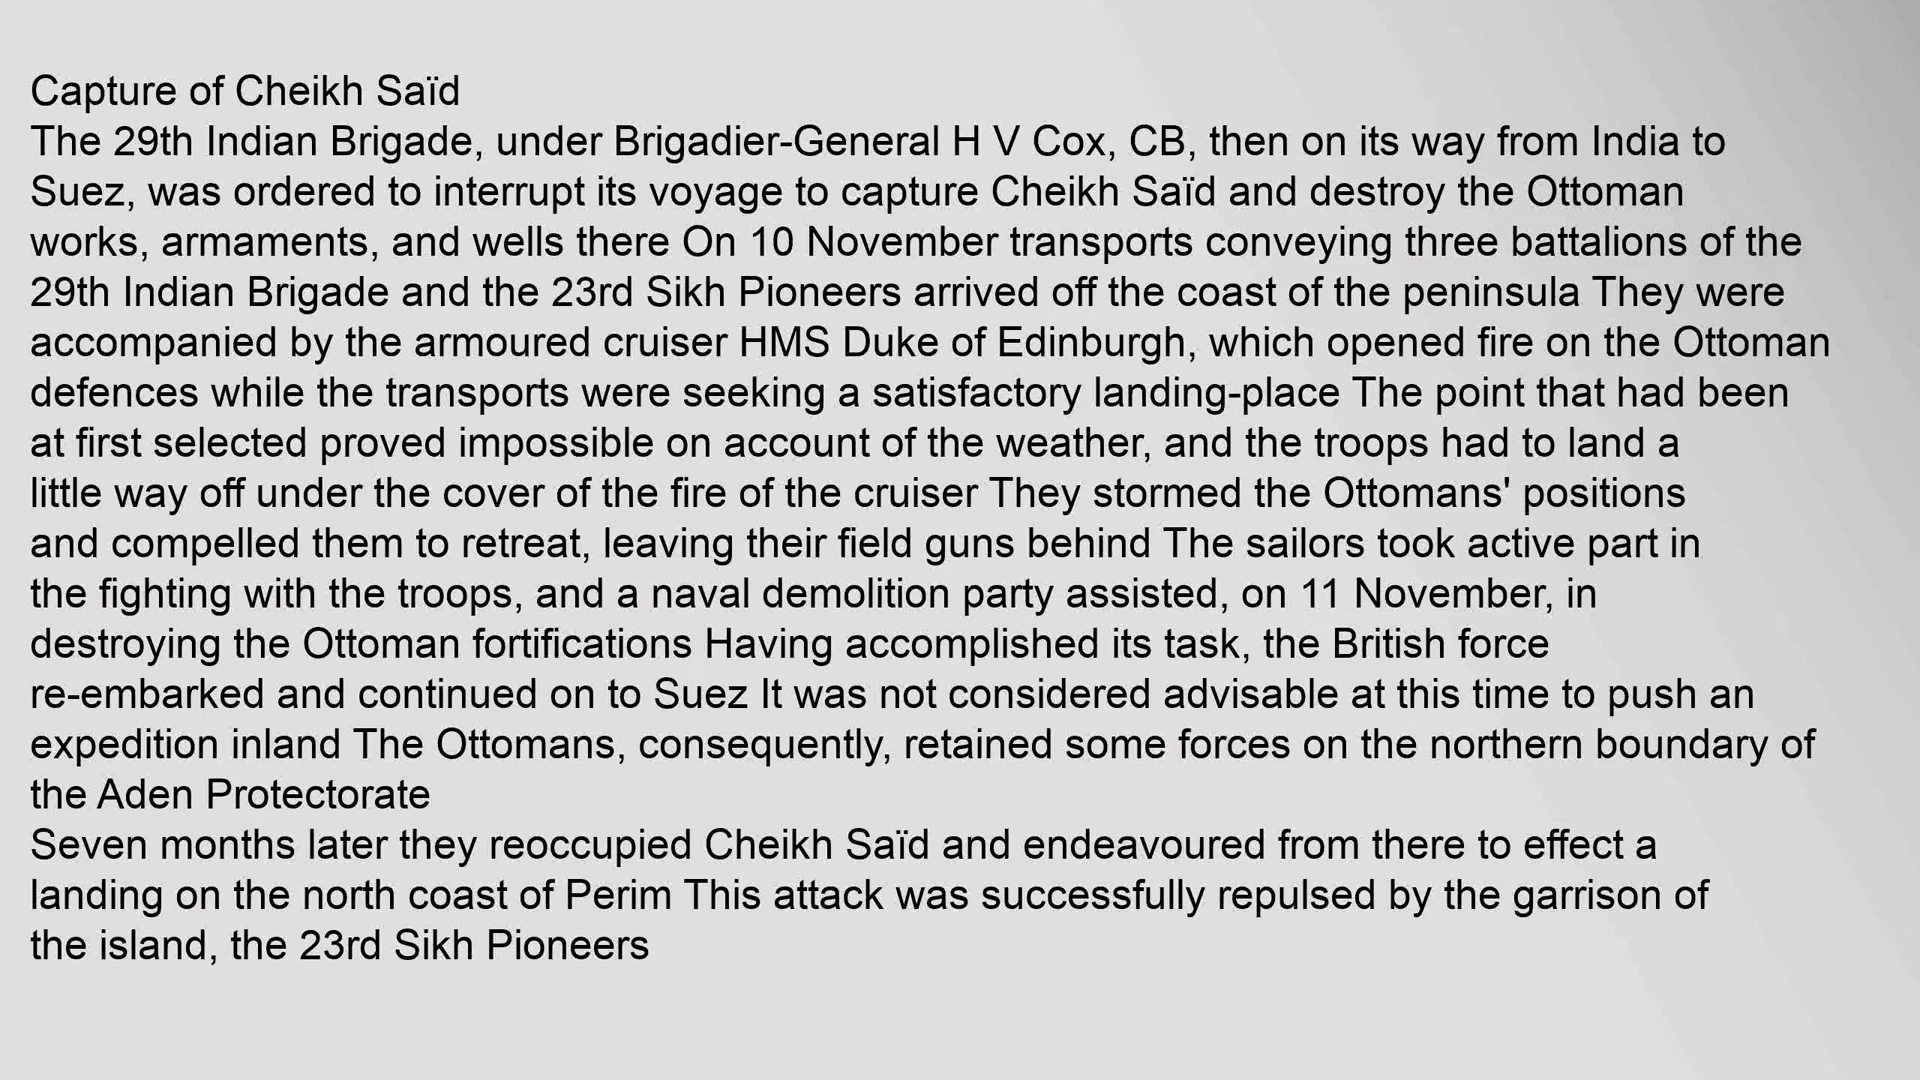 Capture of Cheikh Saïd
The 29th Indian Brigade, under Brigadier-General H V Cox, CB, then on its way from India to
Suez, was ordered to interrupt its voyage to capture Cheikh Saïd and destroy the Ottoman
works, armaments, and wells there On 10 November transports conveying three battalions of the
29th Indian Brigade and the 23rd Sikh Pioneers arrived off the coast of the peninsula They were
accompanied by the armoured cruiser HMS Duke of Edinburgh, which opened fire on the Ottoman
defences while the transports were seeking a satisfactory landing-place The point that had been
at first selected proved impossible on account of the weather, and the troops had to land a
little way off under the cover of the fire of the cruiser They stormed the Ottomans' positions
and compelled them to retreat, leaving their field guns behind The sailors took active part in
the fighting with the troops, and a naval demolition party assisted, on 11 November, in
destroying the Ottoman fortifications Having accomplished its task, the British force
re-embarked and continued on to Suez It was not considered advisable at this time to push an
expedition inland The Ottomans, consequently, retained some forces on the northern boundary of
the Aden Protectorate
Seven months later they reoccupied Cheikh Saïd and endeavoured from there to effect a
landing on the north coast of Perim This attack was successfully repulsed by the garrison of
the island, the 23rd Sikh Pioneers